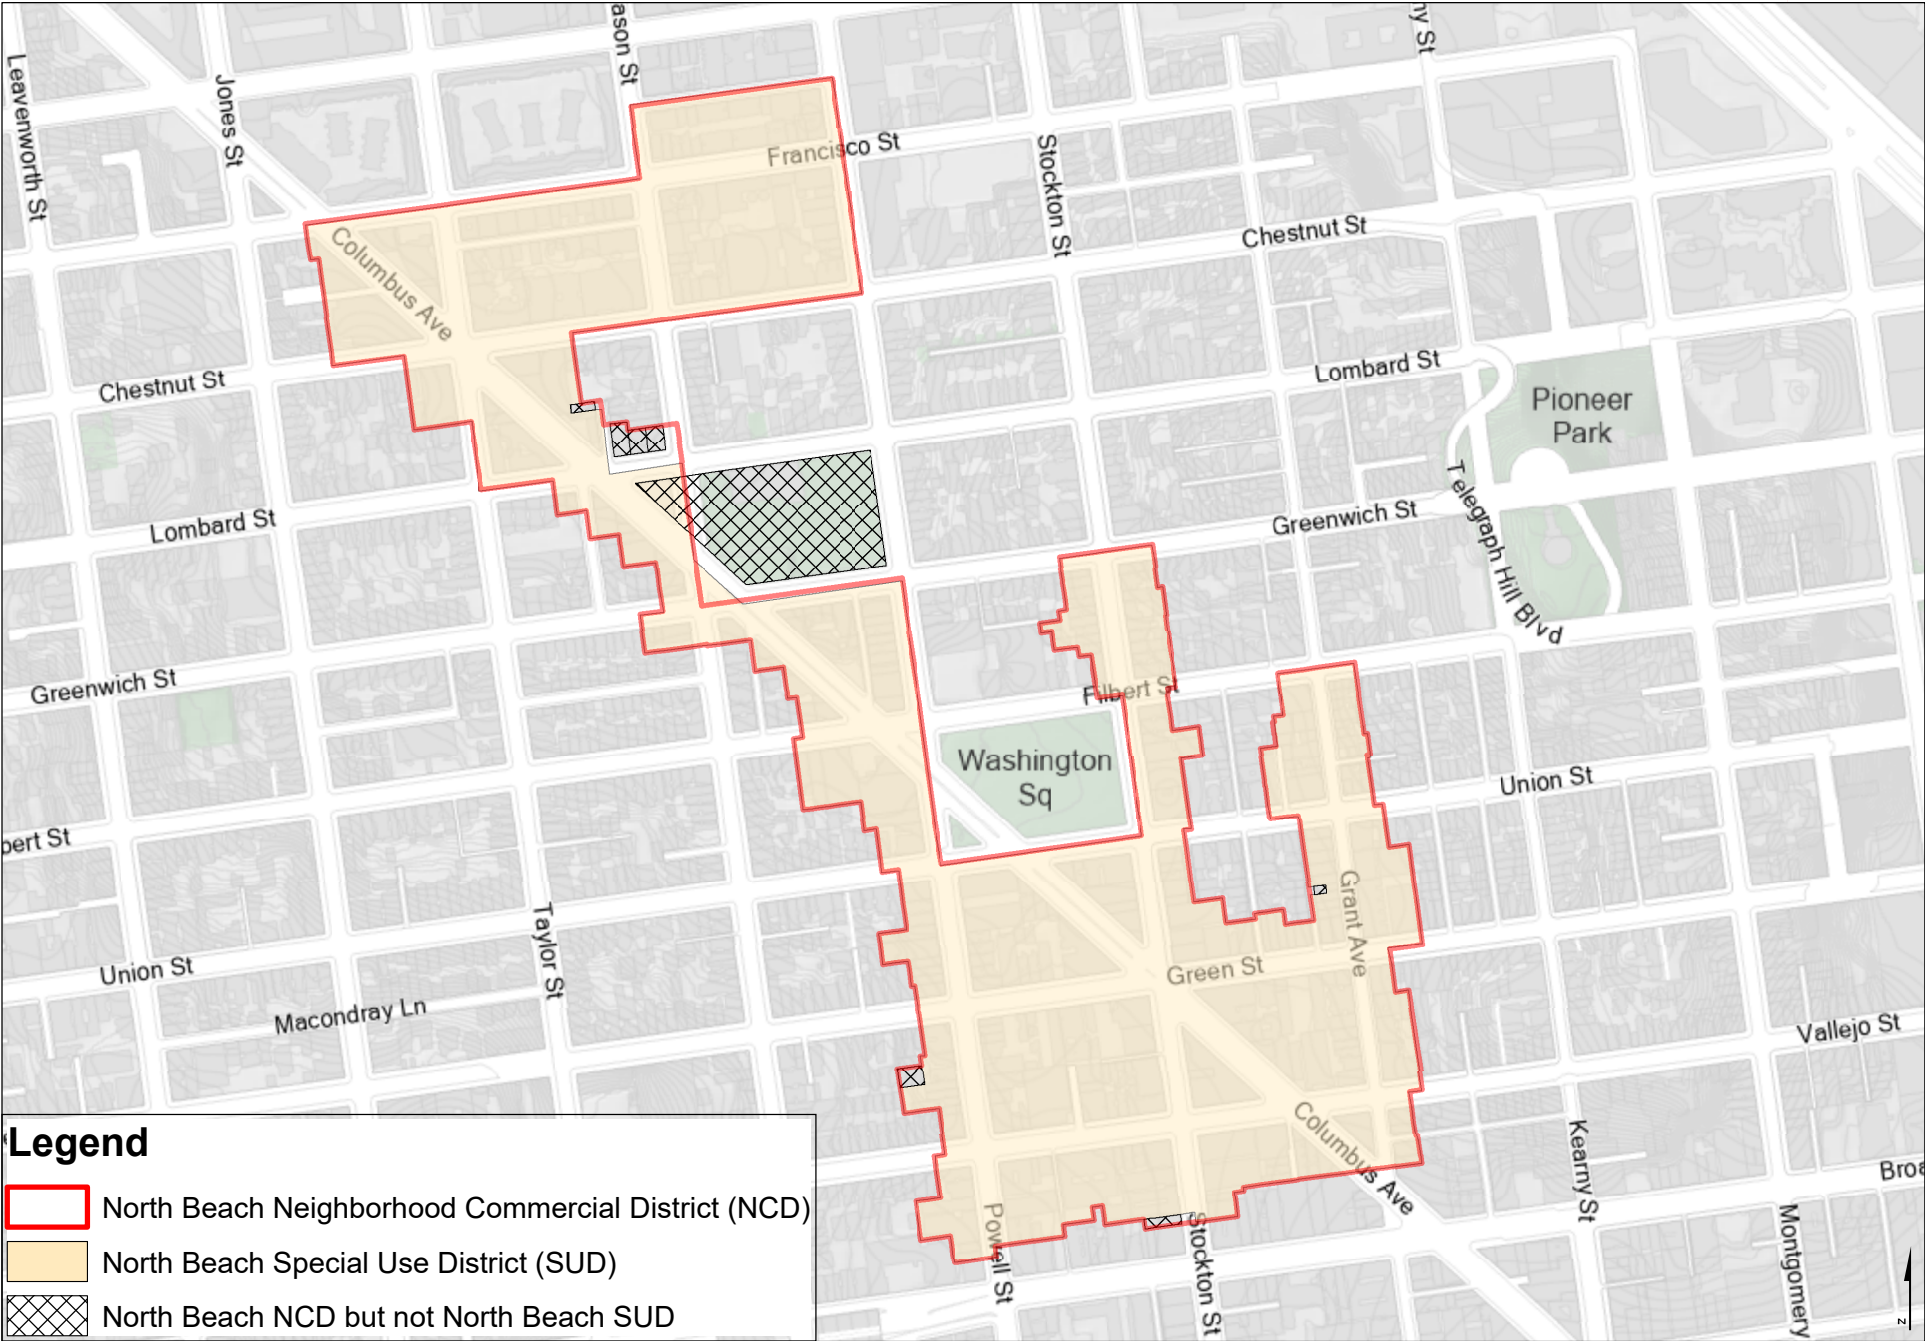 ason St
ny St
Leavenworth St
Jones St
Francisco St
Stockton St
Chestnut St
Columbus Ave
Lombard St
Pioneer
Park
Chestnut St
Telegraph Hill Blvd
Greenwich St
Lombard St
Filbert St
Greenwich St
Washington
Sq
Union St
bert St
Grant Ave
Taylor St
Green St
Union St
Macondray Ln
Vallejo St
Columbus Ave
Kearny St
Broa
Powell St
Stockton St
Montgomery
Legend
North Beach Neighborhood Commercial District (NCD)
North Beach Special Use District (SUD)
North Beach NCD but not North Beach SUD
z